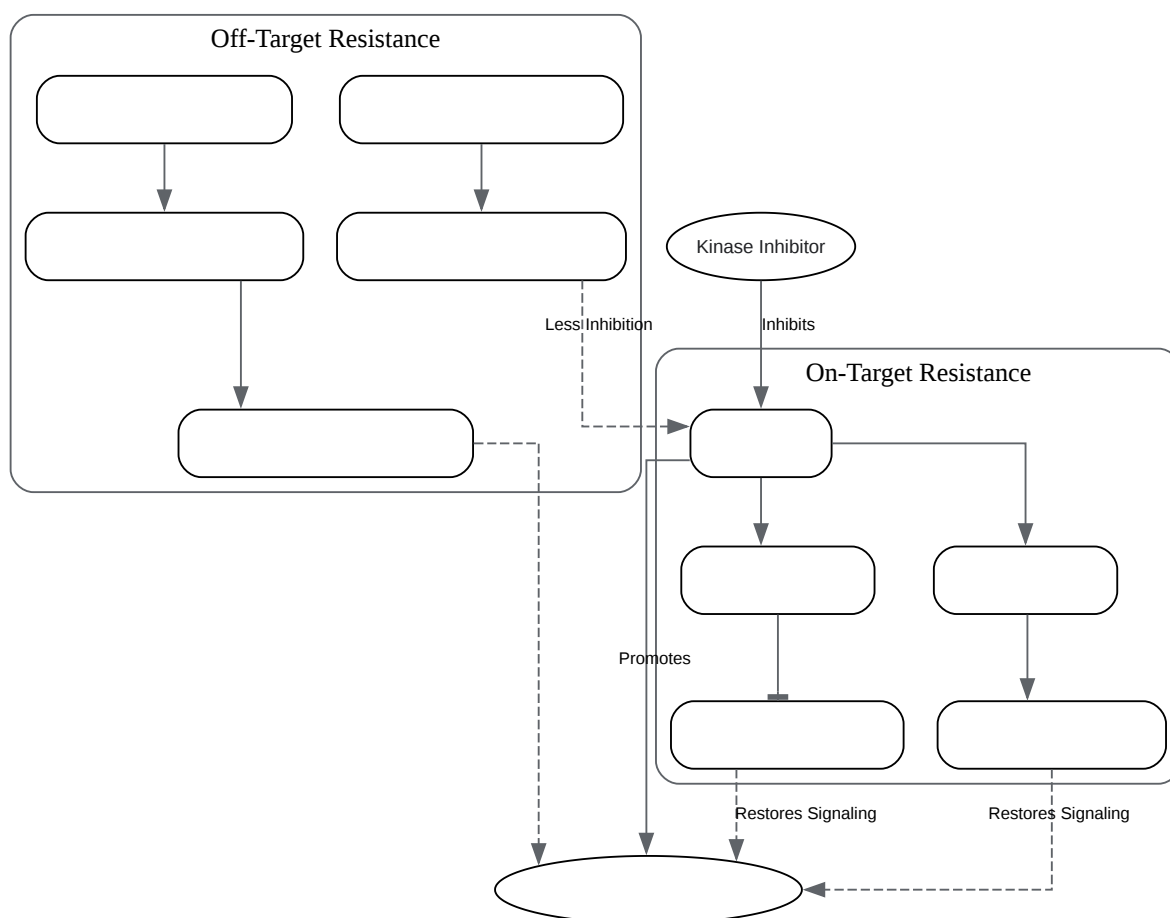 Off-Target Resistance
Kinase Inhibitor
Less Inhibition
Inhibits
On-Target Resistance
Promotes
Restores Signaling
Restores Signaling